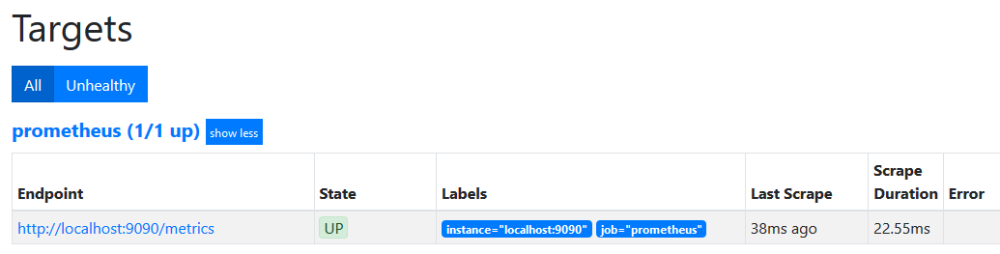 Targets
All Unhealthy
prometheus (1/1 up) show less
Endpoint State Labels Last Scrape Scrape Duration Error
http://localhost:9090/metrics UP instance="localhost:9090" job="prometheus" 38ms ago 22.55ms